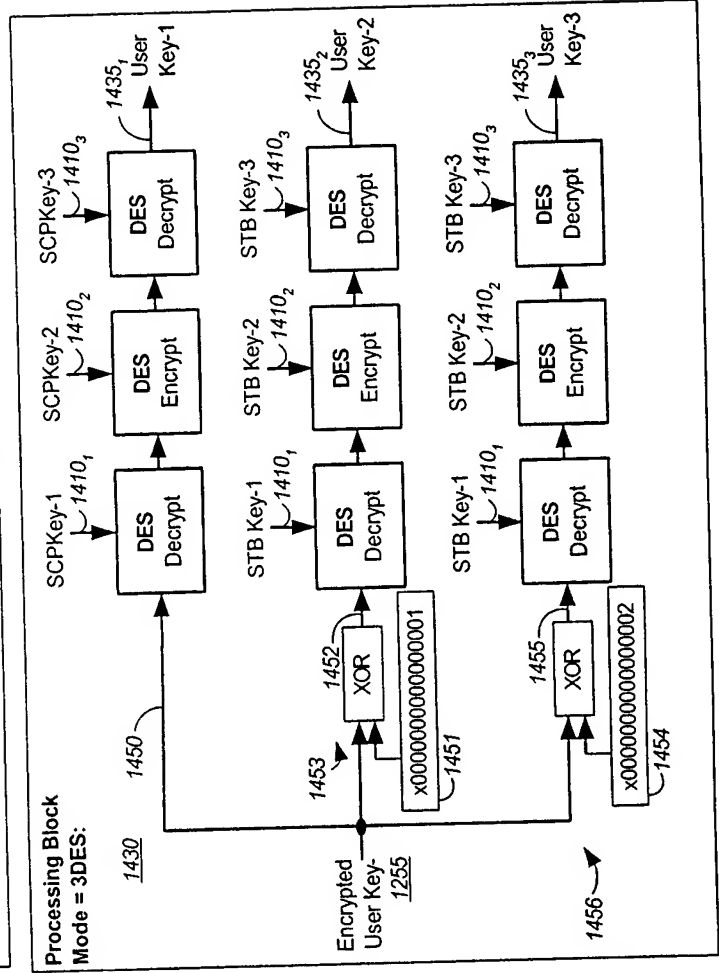 Processing Block
Mode = 3DES:
1430
1450
SCPKey-1
1410₁
SCPKey-2
1410₂
SCPKey-3
1410₃
DES
Decrypt
DES
Encrypt
DES
Decrypt
1435₁
User
Key-1
Encrypted
User Key-
1255
1453
XOR
1452
x0000000000000001
1451
STB Key-1
1410₁
STB Key-2
1410₂
STB Key-3
1410₃
DES
Decrypt
DES
Encrypt
DES
Decrypt
1435₂
User
Key-2
1456
XOR
1455
x0000000000000002
1454
STB Key-1
1410₁
STB Key-2
1410₂
STB Key-3
1410₃
DES
Decrypt
DES
Encrypt
DES
Decrypt
1435₃
User
Key-3